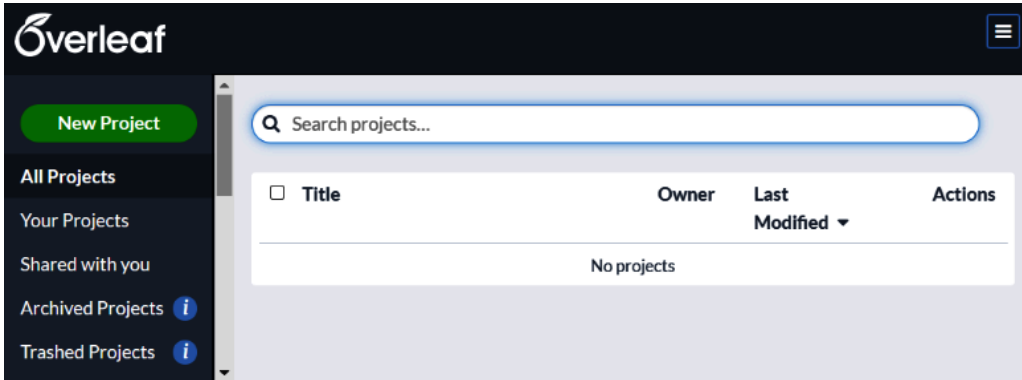 Overleaf
New Project
All Projects
Your Projects
Shared with you
Archived Projects i
Trashed Projects i
Search projects...
Title Owner Last Modified Actions
No projects